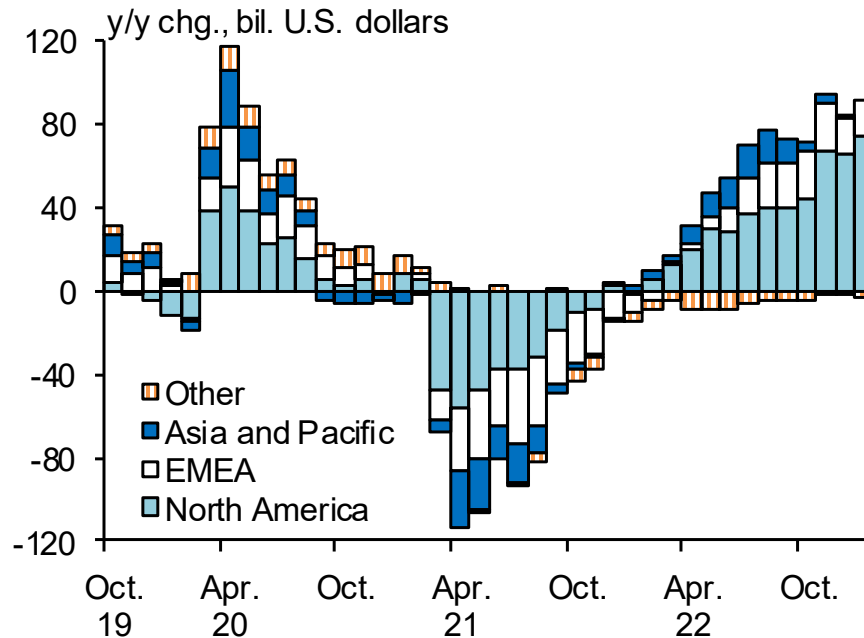 y/y chg., bil. U.S. dollars
120
80
40
0
-40
-80
-120
Other
Asia and Pacific
EMEA
North America
Oct. Apr. Oct. Apr. Oct. Apr. Oct.
19 20 21 22